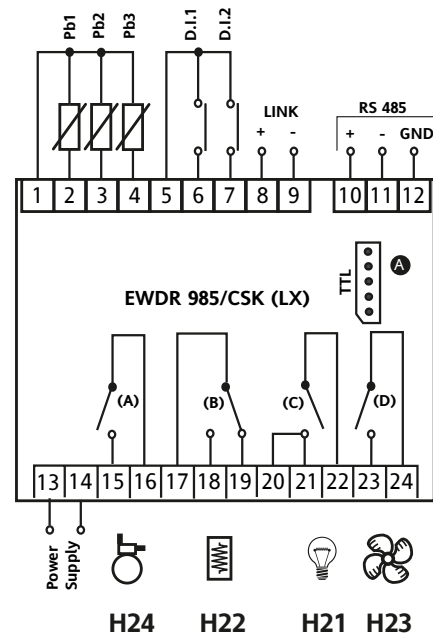 Pb1 Pb2 Pb3 D.I.1 D.I.2
LINK
+ -
RS 485
+ - GND
1 2 3 4 5 6 7 8 9 10 11 12
TTL A
EWDR 985/CSK (LX)
(A) (B) (C) (D)
13 14 15 16 17 18 19 20 21 22 23 24
Power
Supply
H24 H22 H21 H23